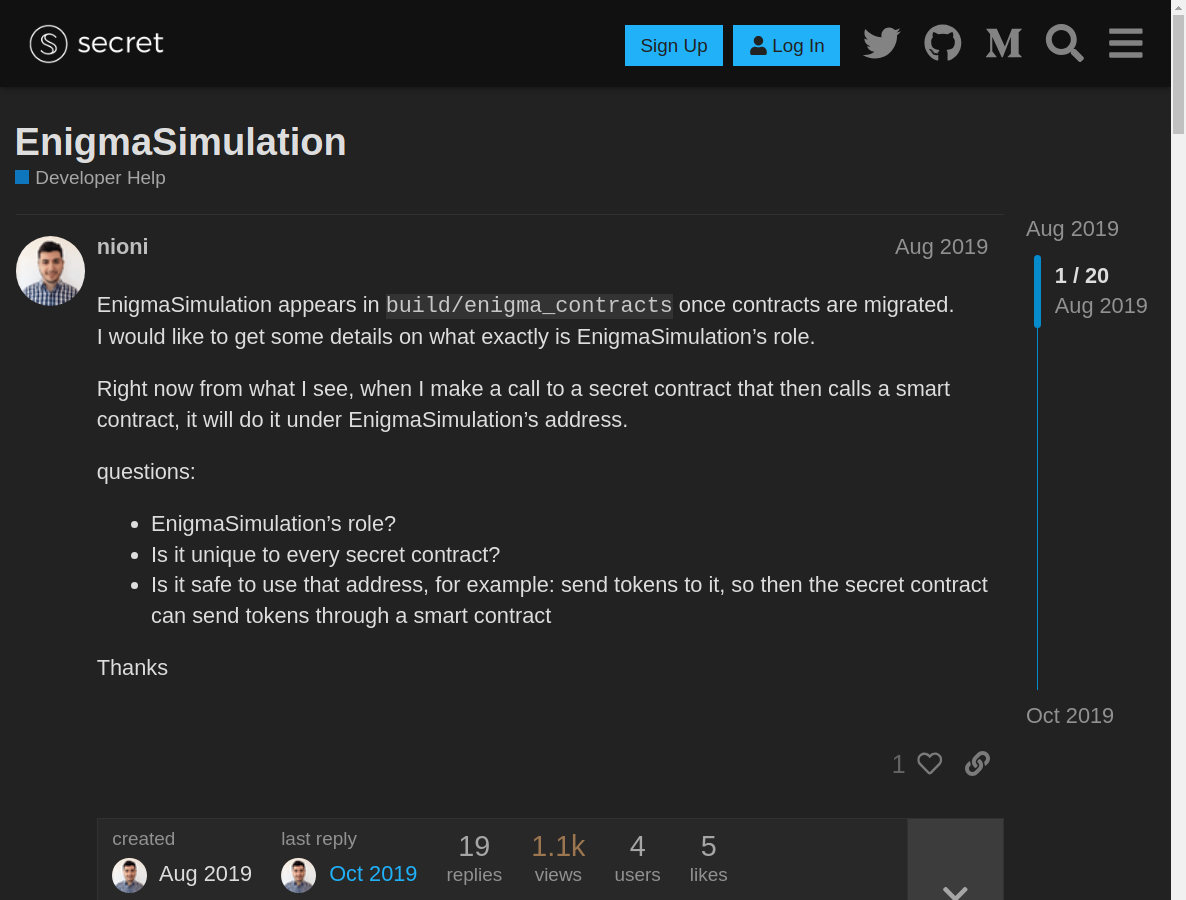 secret
Sign Up
Log In
EnigmaSimulation
Developer Help
nioni
Aug 2019
EnigmaSimulation appears in build/enigma_contracts once contracts are migrated.
I would like to get some details on what exactly is EnigmaSimulation’s role.
Right now from what I see, when I make a call to a secret contract that then calls a smart
contract, it will do it under EnigmaSimulation’s address.
questions:
EnigmaSimulation’s role?
Is it unique to every secret contract?
Is it safe to use that address, for example: send tokens to it, so then the secret contract
can send tokens through a smart contract
Thanks
1
Aug 2019
1 / 20
Aug 2019
Oct 2019
created
Aug 2019
last reply
Oct 2019
19
replies
1.1k
views
4
users
5
likes